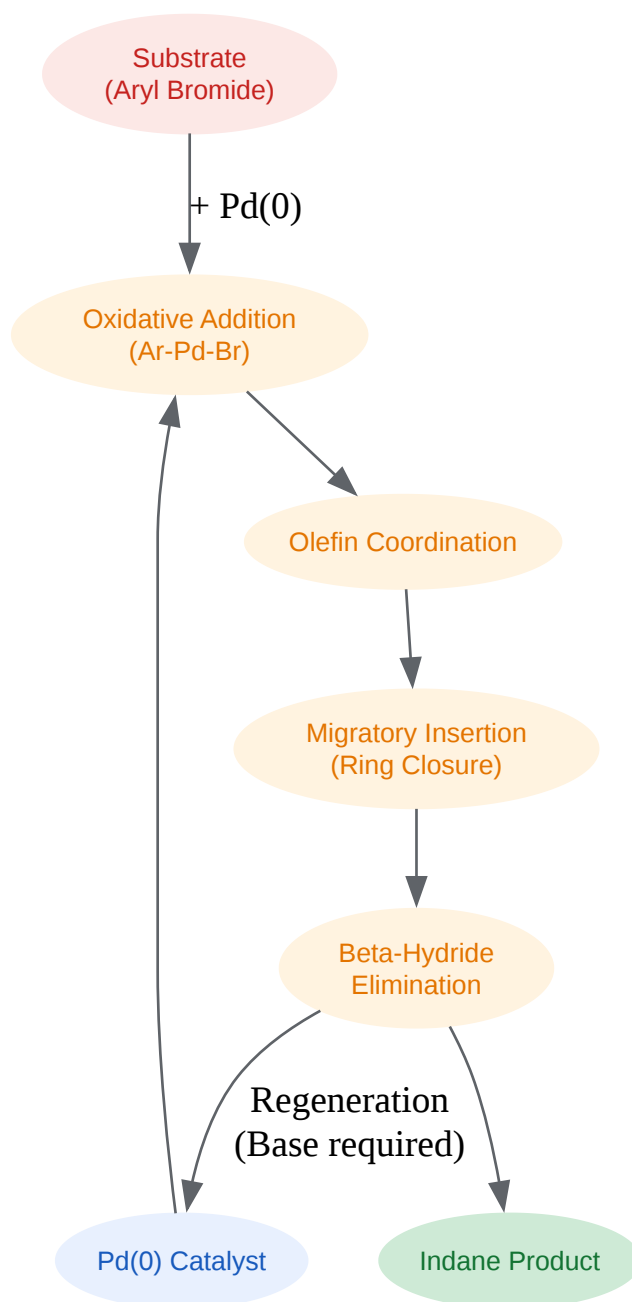 Substrate
(Aryl Bromide)
+ Pd(0)
Oxidative Addition
(Ar-Pd-Br)
Olefin Coordination
Migratory Insertion
(Ring Closure)
Beta-Hydride
Elimination
Regeneration
(Base required)
Pd(0) Catalyst
Indane Product